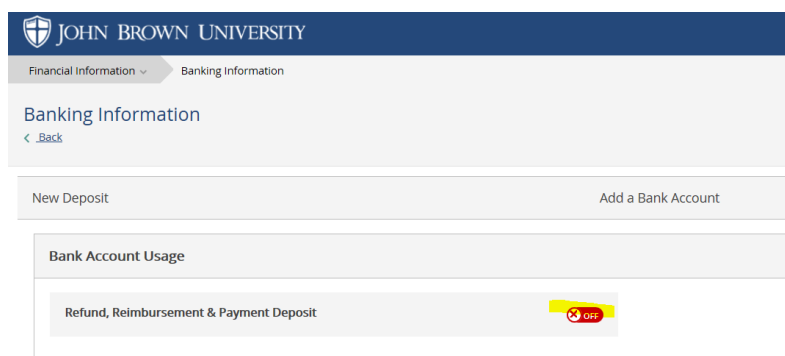 JOHN BROWN UNIVERSITY
Financial Information Banking Information
Banking Information
Back
New Deposit Add a Bank Account
Bank Account Usage
Refund, Reimbursement & Payment Deposit OFF